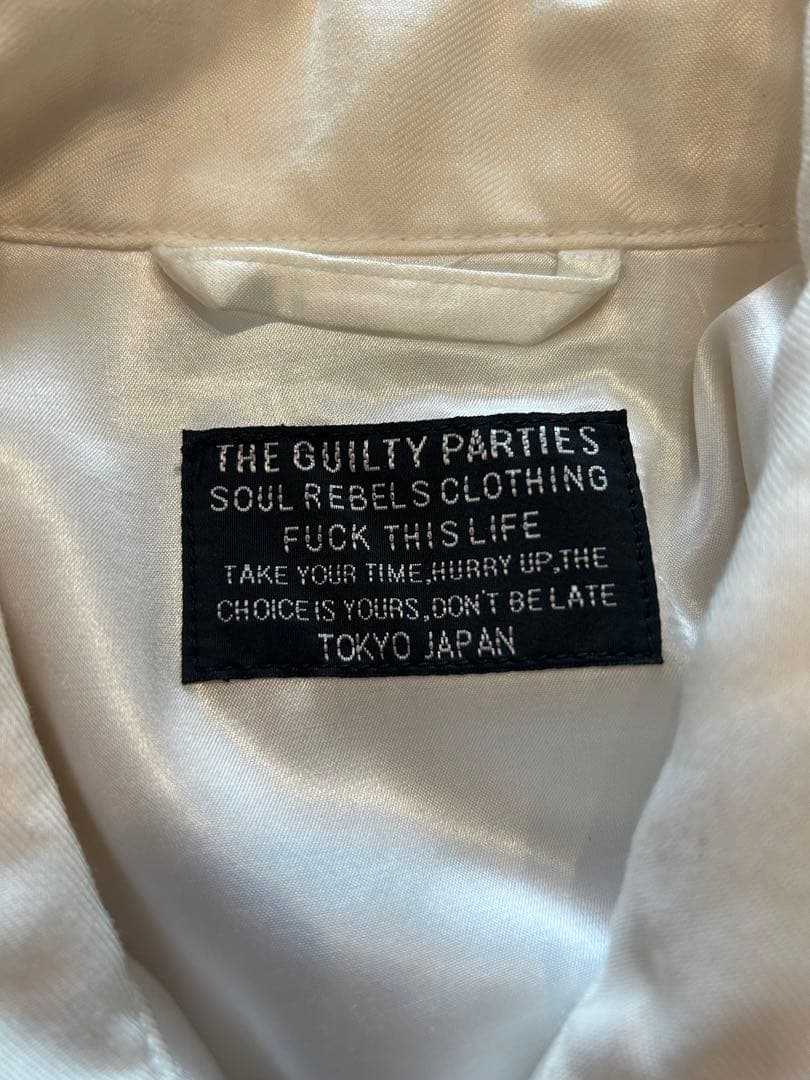 THE GUILTY PARTIES
SOUL REBELS CLOTHING
FUCK THIS LIFE
TAKE YOUR TIME,HURRY UP,THE
CHOICE IS YOURS,DON'T BE LATE
TOKYO JAPAN